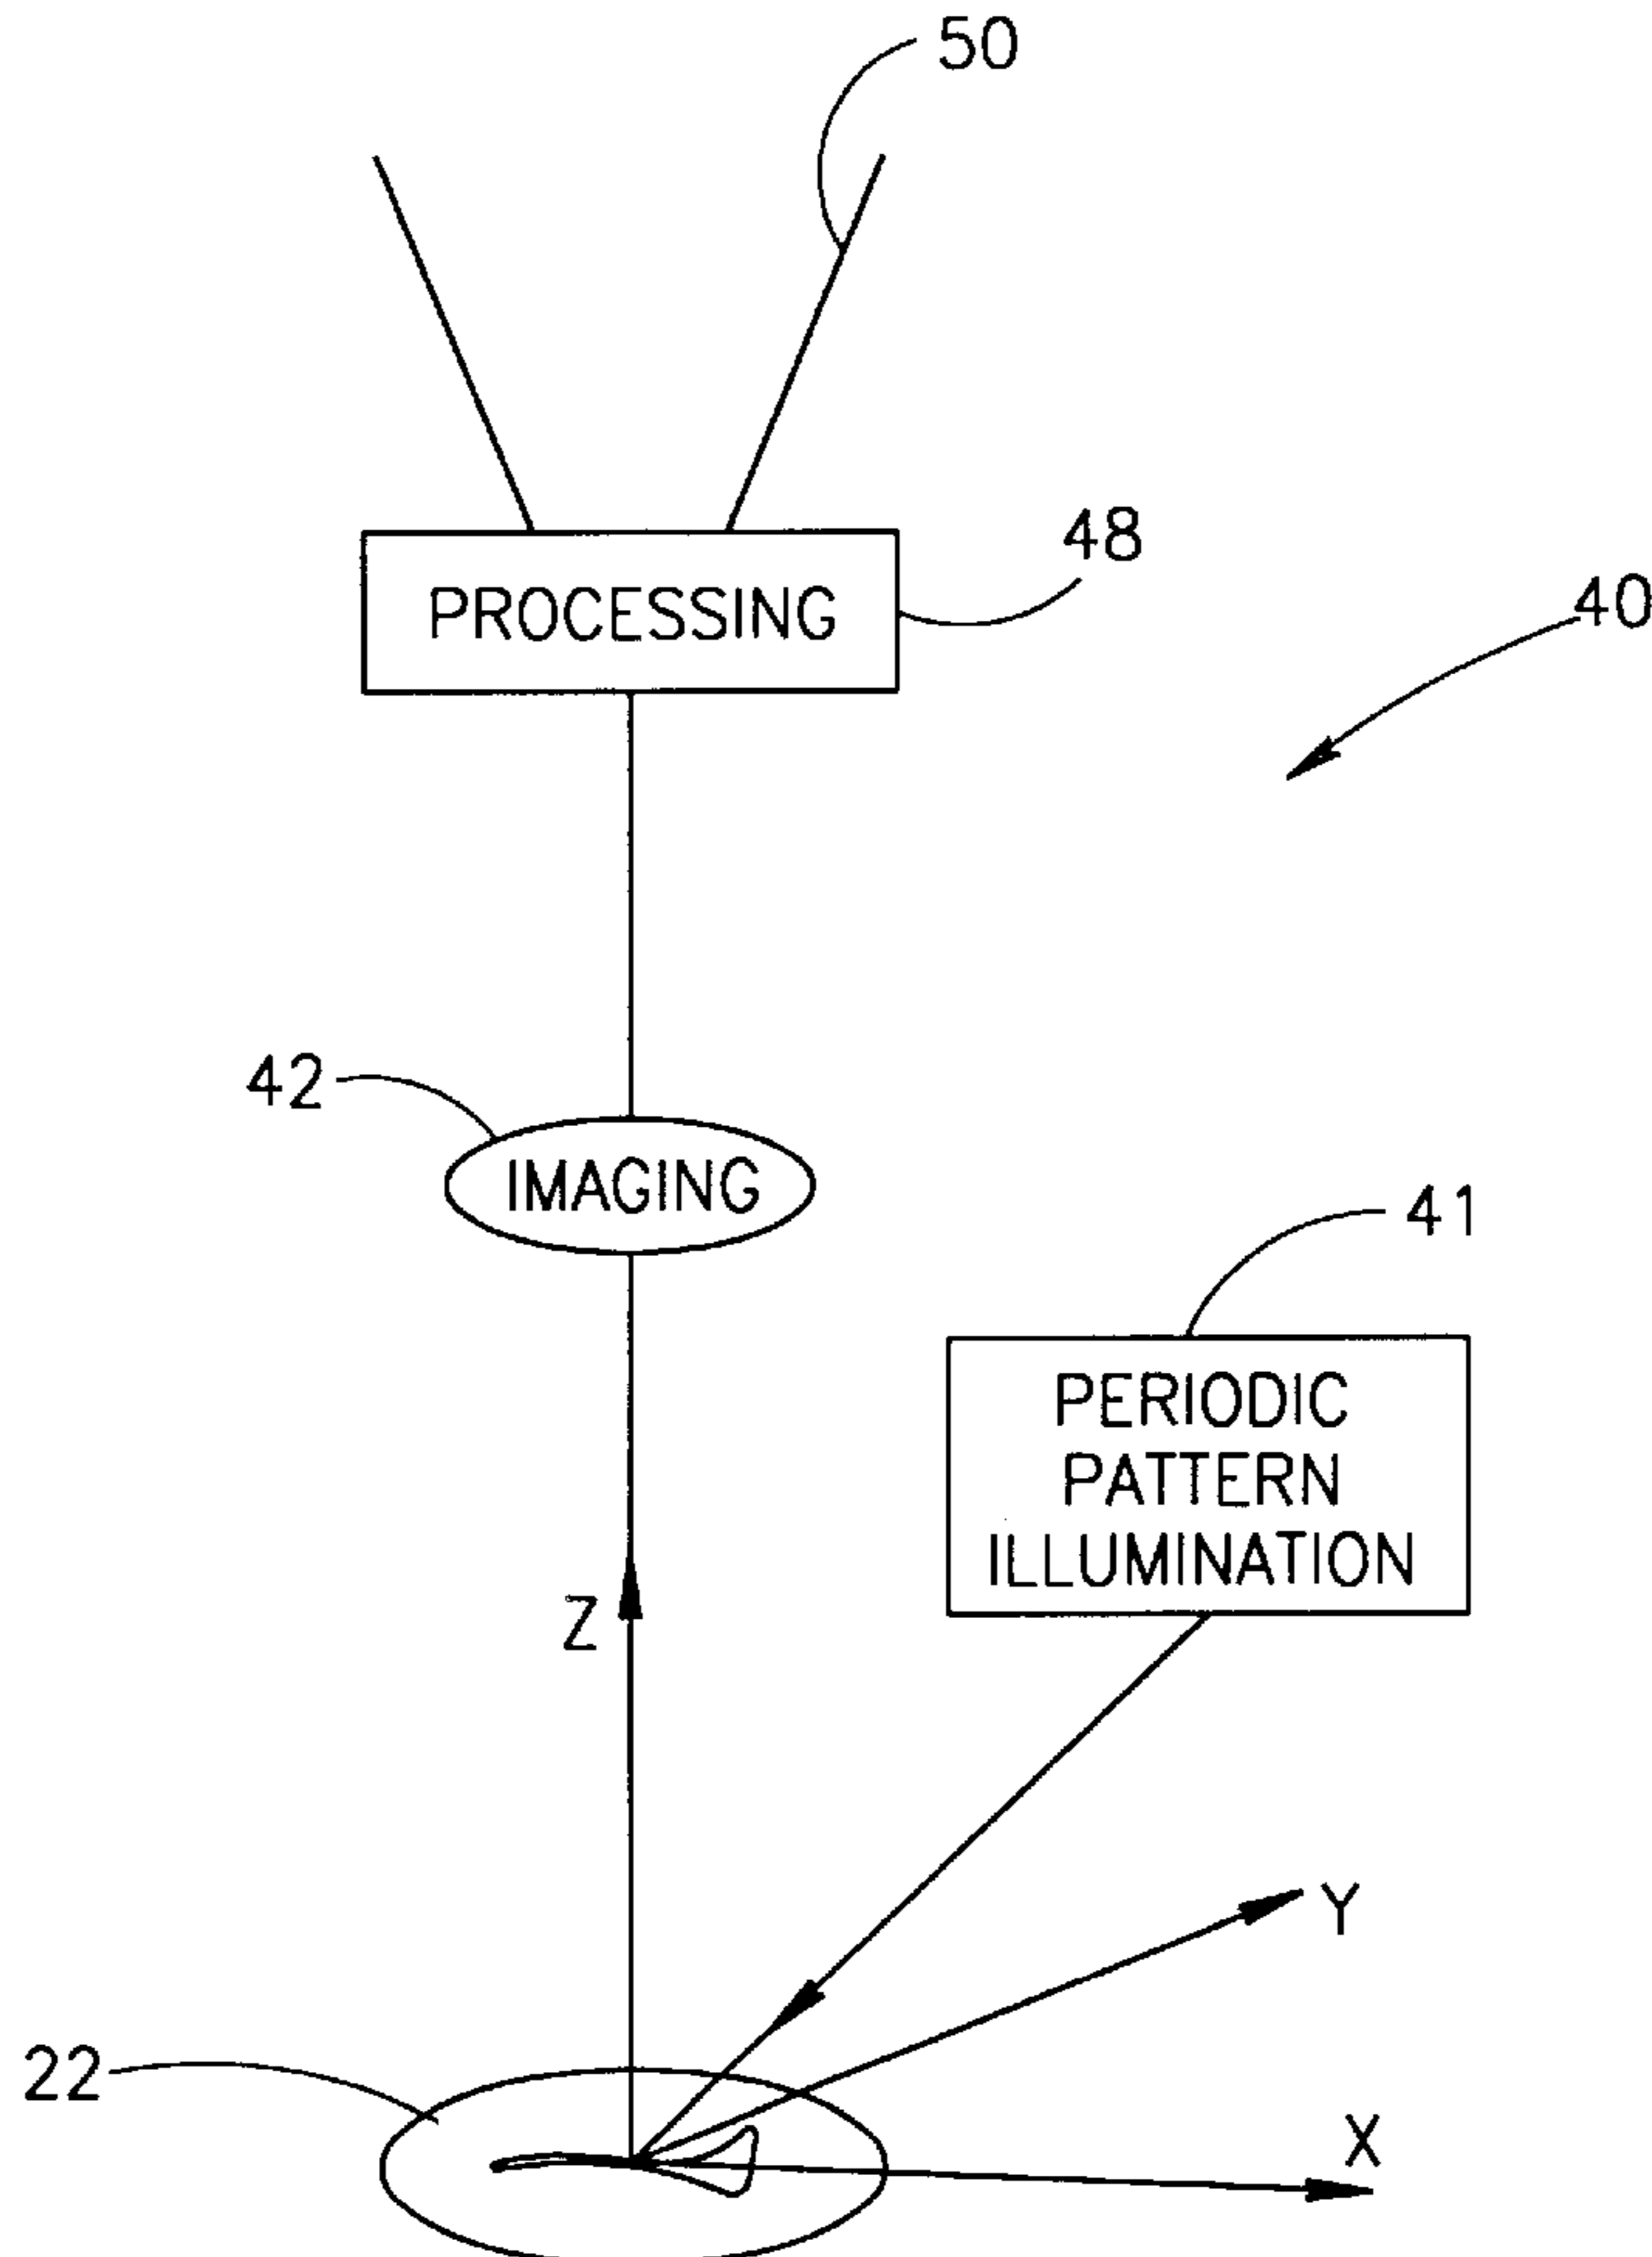 50
48
PROCESSING
40
42
IMAGING
41
PERIODIC
PATTERN
ILLUMINATION
Z
Y
22
X